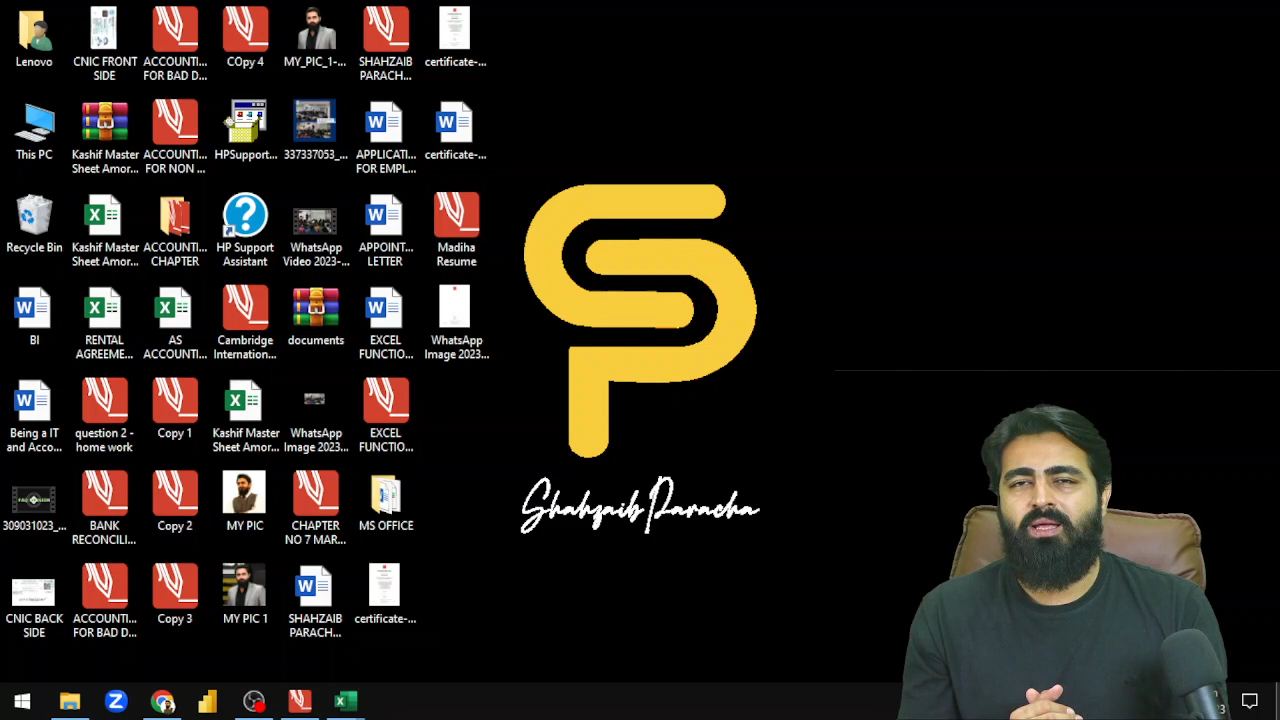 Lenovo
CNIC FRONT
SIDE
ACCOUNTI...
FOR BAD D...
COpy 4
MY_PIC_1-...
SHAHZAIB
PARACH...
certificate-...
This PC
Kashif Master
Sheet Amor...
ACCOUNTI...
FOR NON ...
HPSupport...
337337053_...
APPLICATI...
FOR EMPL...
certificate-...
Recycle Bin
Kashif Master
Sheet Amor...
ACCOUNTI...
CHAPTER
HP Support
Assistant
WhatsApp
Video 2023-...
APPOINT...
LETTER
Madiha
Resume
BI
RENTAL
AGREEME...
AS
ACCOUNTI...
Cambridge
Internation...
documents
EXCEL
FUNCTIO...
WhatsApp
Image 2023...
Being a IT
and Acco...
question 2 -
home work
Copy 1
Kashif Master
Sheet Amor...
WhatsApp
Image 2023...
EXCEL
FUNCTIO...
309031023_...
BANK
RECONCILI...
Copy 2
MY PIC
CHAPTER
NO 7 MAR...
MS OFFICE
CNIC BACK
SIDE
ACCOUNTI...
FOR BAD D...
Copy 3
MY PIC 1
SHAHZAIB
PARACH...
certificate-...
Shahzaib Paracha